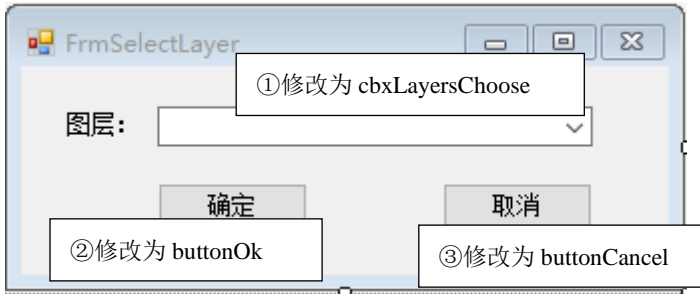 FrmSelectLayer
①修改为 cbxLayersChoose
图层：
确定
取消
②修改为 buttonOk
③修改为 buttonCancel